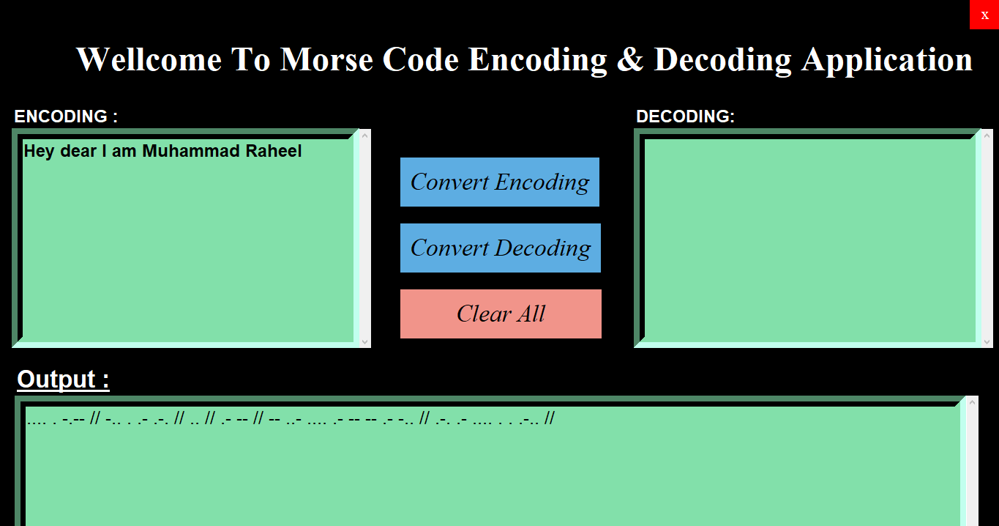 x
Wellcome To Morse Code Encoding & Decoding Application
ENCODING :
Hey dear I am Muhammad Raheel
DECODING:
Convert Encoding
Convert Decoding
Clear All
Output :
.... . -.-- // -.. . .- .-. // .. // .- -- // -- ..- .... .- -- -- .- -.. // .-. .- .... . . .-.. //